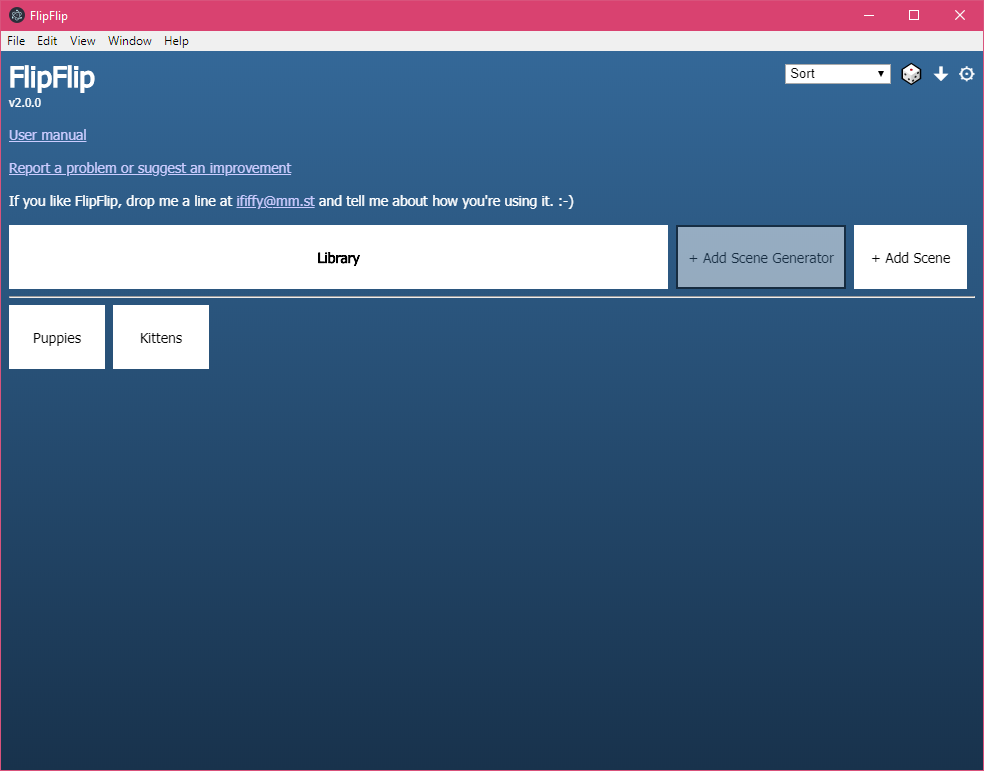 FlipFlip
File Edit View Window Help
FlipFlip
Sort
v2.0.0
User manual
Report a problem or suggest an improvement
If you like FlipFlip, drop me a line at ififfy@mm.st and tell me about how you're using it. :-)
Library
+ Add Scene Generator
+ Add Scene
Puppies
Kittens